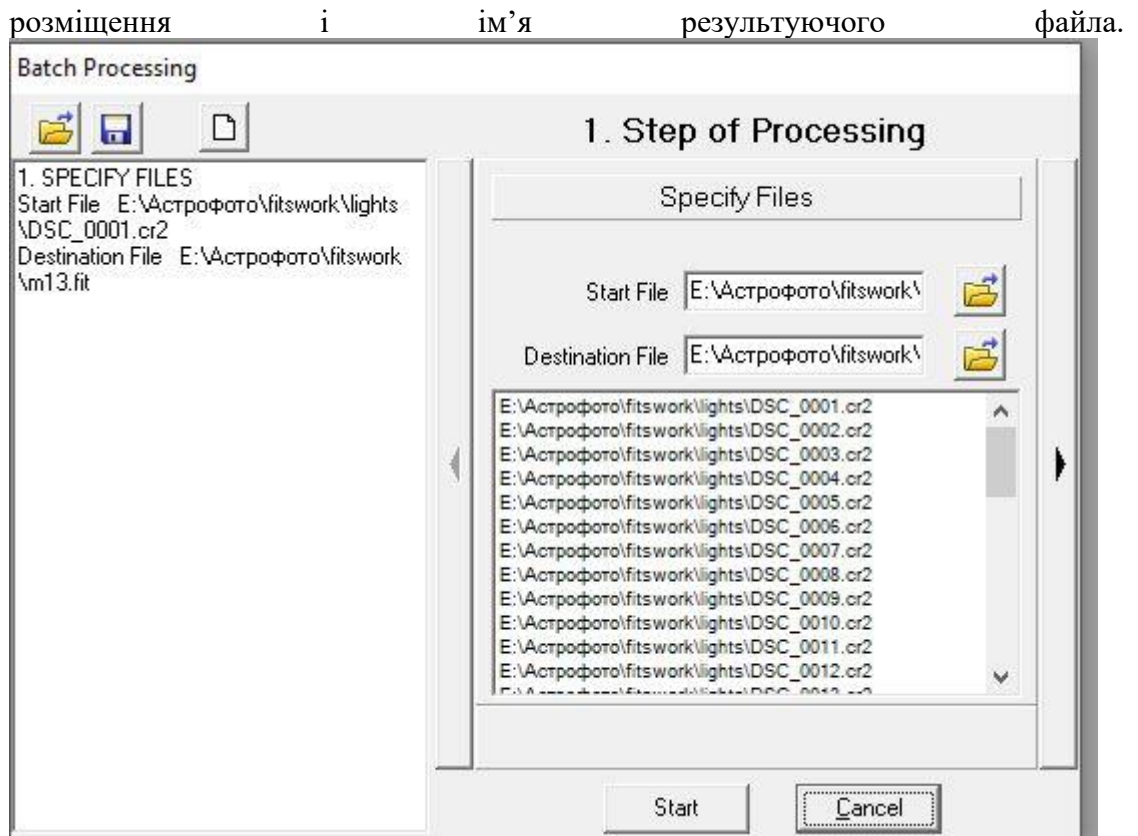 розміщення і ім’я результуючого файла.
Batch Processing
1. Step of Processing
1. SPECIFY FILES
Start File E:\Астрофото\fitswork\lights
\DSC_0001.cr2
Destination File E:\Астрофото\fitswork
\m13.fit
Specify Files
Start File E:\Астрофото\fitswork\
Destination File E:\Астрофото\fitswork\
E:\Астрофото\fitswork\lights\DSC_0001.cr2
E:\Астрофото\fitswork\lights\DSC_0002.cr2
E:\Астрофото\fitswork\lights\DSC_0003.cr2
E:\Астрофото\fitswork\lights\DSC_0004.cr2
E:\Астрофото\fitswork\lights\DSC_0005.cr2
E:\Астрофото\fitswork\lights\DSC_0006.cr2
E:\Астрофото\fitswork\lights\DSC_0007.cr2
E:\Астрофото\fitswork\lights\DSC_0008.cr2
E:\Астрофото\fitswork\lights\DSC_0009.cr2
E:\Астрофото\fitswork\lights\DSC_0010.cr2
E:\Астрофото\fitswork\lights\DSC_0011.cr2
E:\Астрофото\fitswork\lights\DSC_0012.cr2
Start Cancel